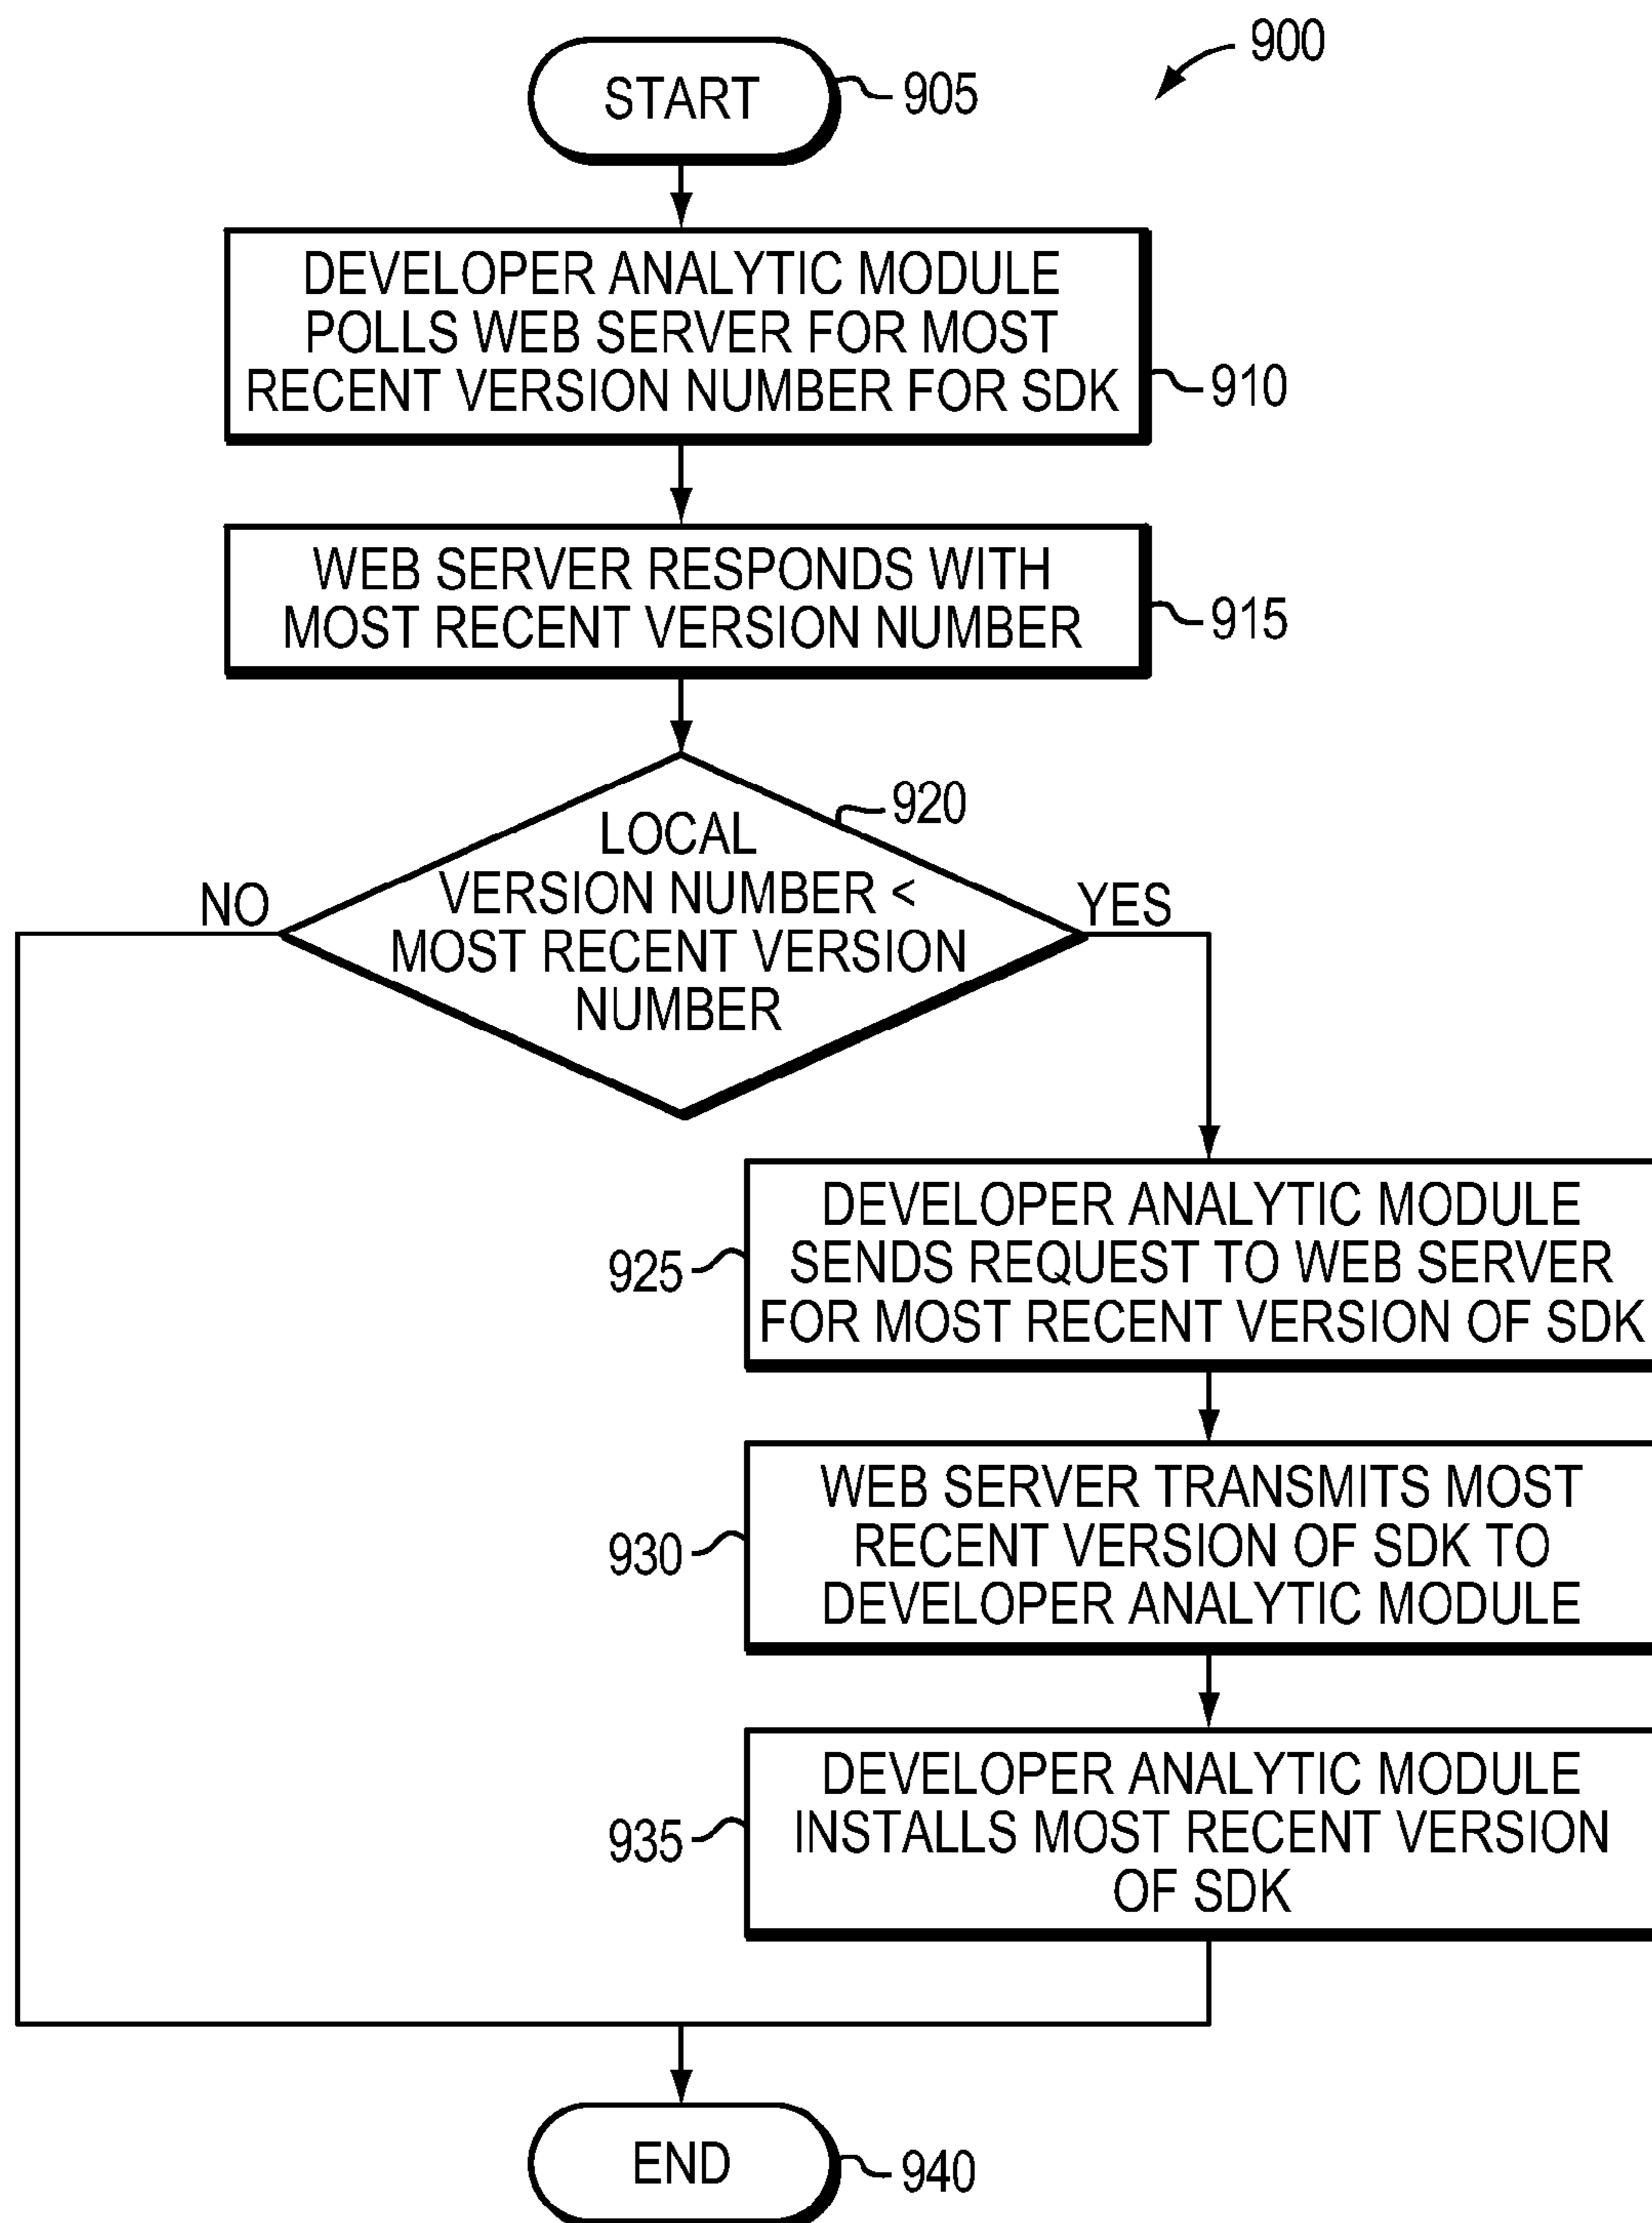 900
START
905
DEVELOPER ANALYTIC MODULE
POLLS WEB SERVER FOR MOST
RECENT VERSION NUMBER FOR SDK
910
WEB SERVER RESPONDS WITH
MOST RECENT VERSION NUMBER
915
920
LOCAL
VERSION NUMBER <
MOST RECENT VERSION
NUMBER
NO
YES
DEVELOPER ANALYTIC MODULE
SENDS REQUEST TO WEB SERVER
FOR MOST RECENT VERSION OF SDK
925
WEB SERVER TRANSMITS MOST
RECENT VERSION OF SDK TO
DEVELOPER ANALYTIC MODULE
930
DEVELOPER ANALYTIC MODULE
INSTALLS MOST RECENT VERSION
OF SDK
935
END
940